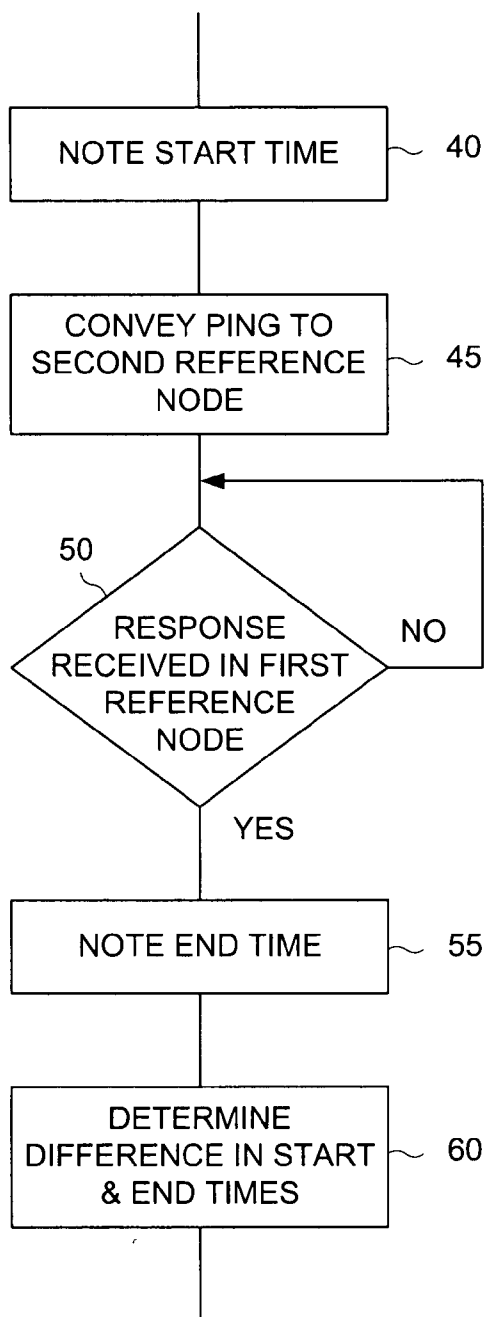 NOTE START TIME
40
CONVEY PING TO
SECOND REFERENCE
NODE
45
50
RESPONSE
RECEIVED IN FIRST
REFERENCE
NODE
NO
YES
NOTE END TIME
55
DETERMINE
DIFFERENCE IN START
& END TIMES
60